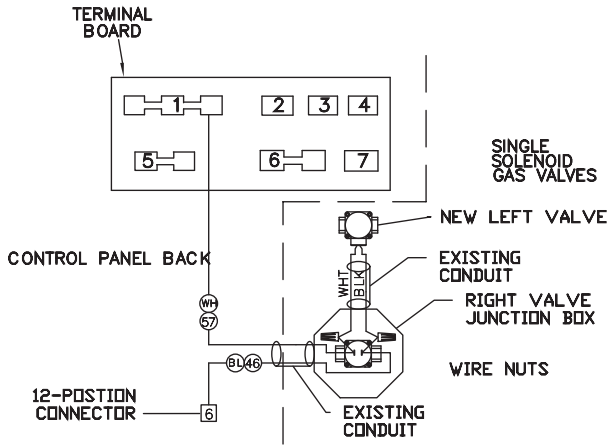 TERMINAL
BOARD
1
2
3
4
5
6
7
SINGLE
SOLENOID
GAS VALVES
NEW LEFT VALVE
CONTROL PANEL BACK
EXISTING
CONDUIT
WHT
BLK
RIGHT VALVE
JUNCTION BOX
WH
57
WIRE NUTS
BL
46
12-POSTION
CONNECTOR
6
EXISTING
CONDUIT